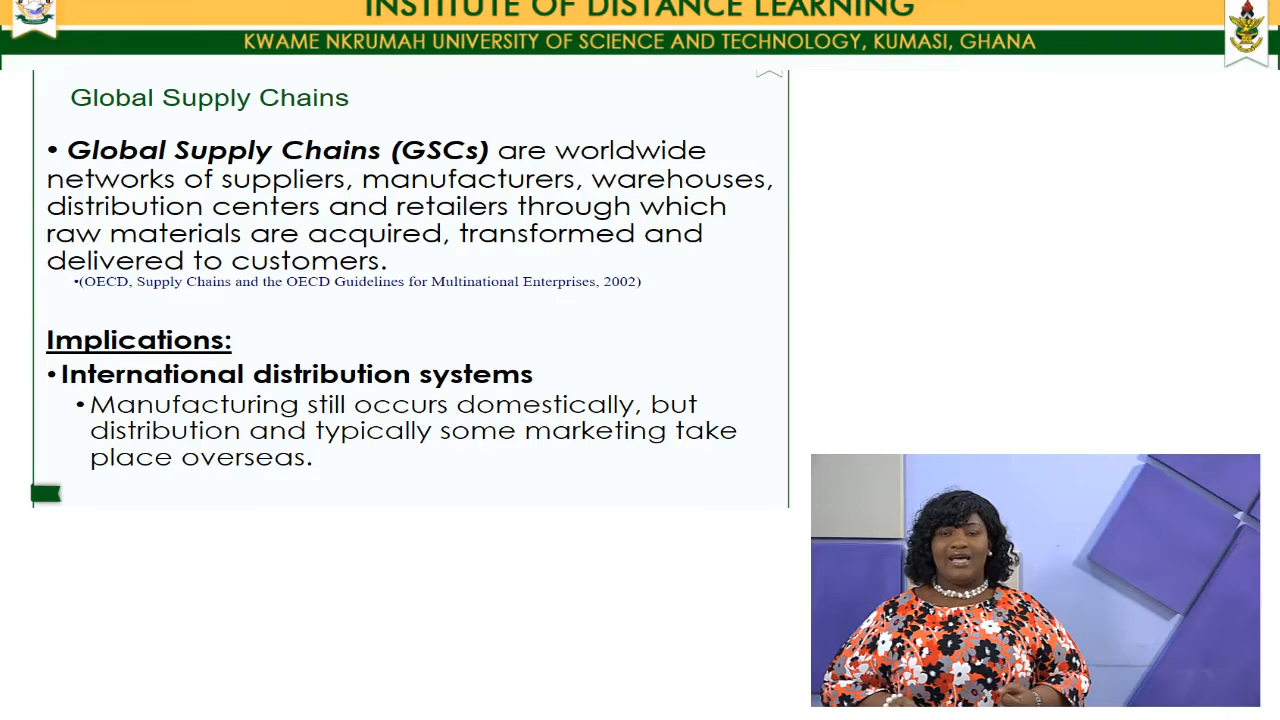 INSTITUTE OF DISTANCE LEARNING
KWAME NKRUMAH UNIVERSITY OF SCIENCE AND TECHNOLOGY, KUMASI, GHANA
Global Supply Chains
• Global Supply Chains (GSCs) are worldwide
networks of suppliers, manufacturers, warehouses,
distribution centers and retailers through which
raw materials are acquired, transformed and
delivered to customers.
•(OECD, Supply Chains and the OECD Guidelines for Multinational Enterprises, 2002)
Implications:
• International distribution systems
• Manufacturing still occurs domestically, but
distribution and typically some marketing take
place overseas.